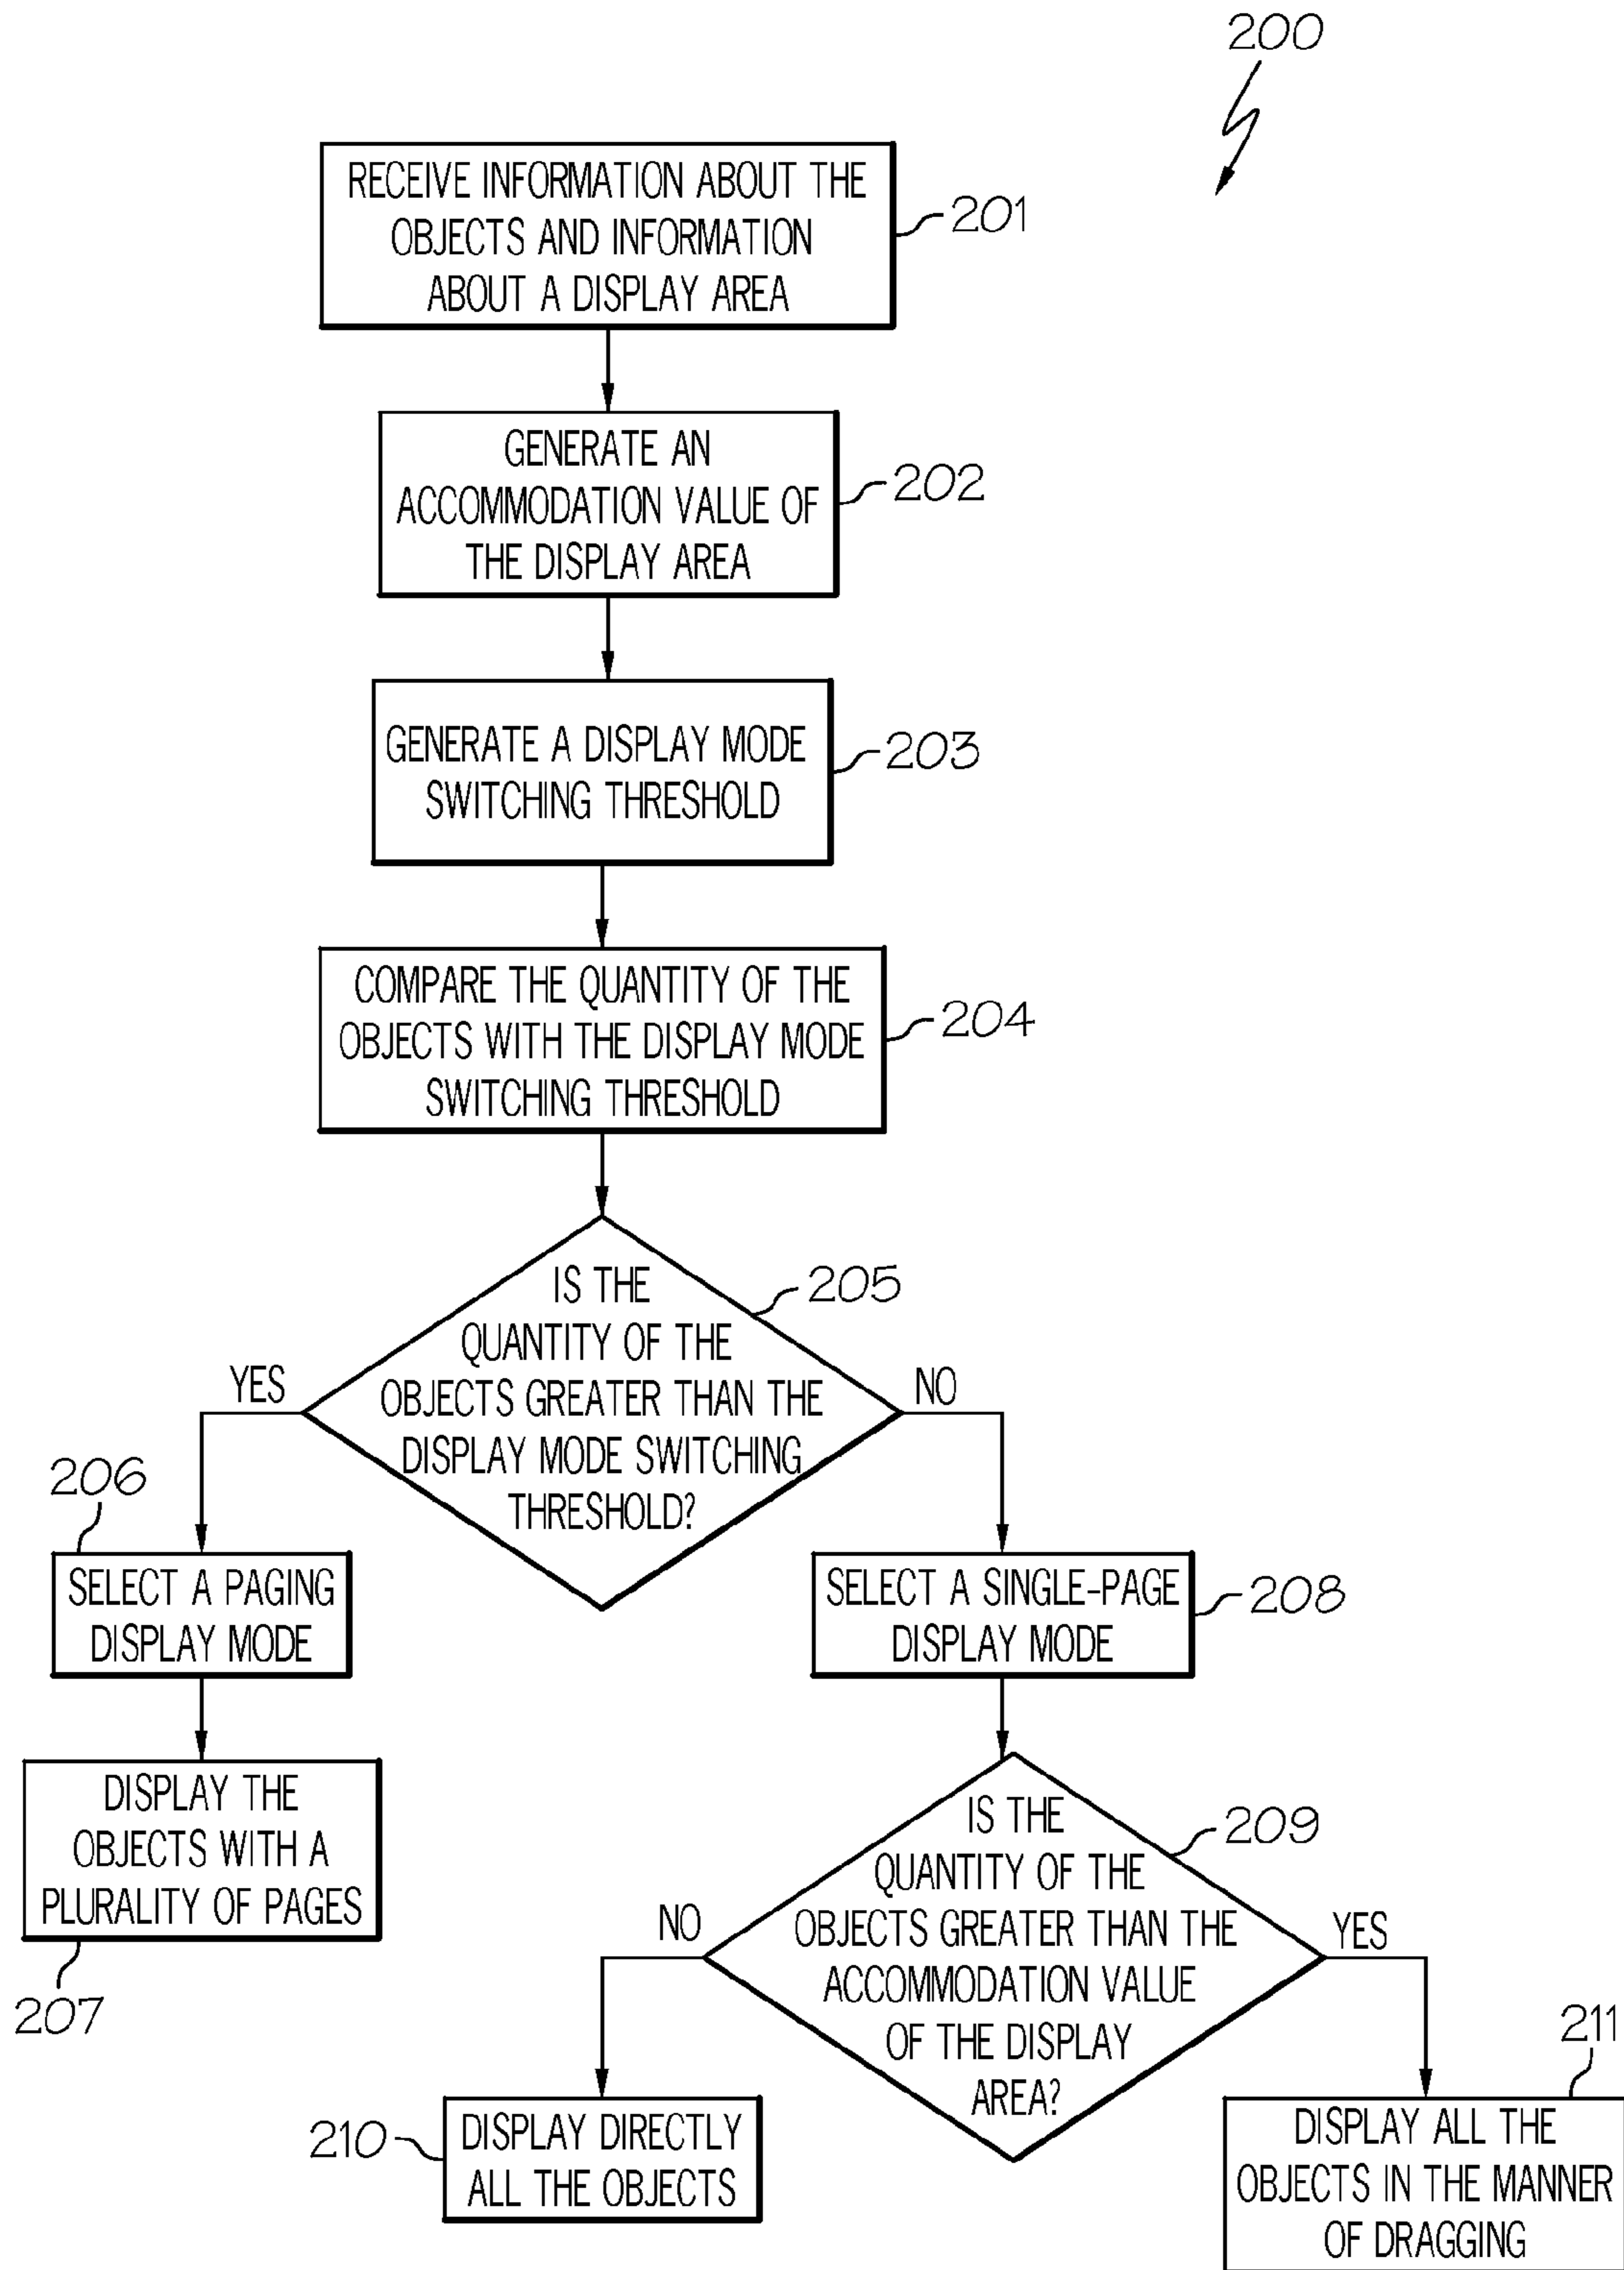 200
RECEIVE INFORMATION ABOUT THE
OBJECTS AND INFORMATION
ABOUT A DISPLAY AREA
201
GENERATE AN
ACCOMMODATION VALUE OF
THE DISPLAY AREA
202
GENERATE A DISPLAY MODE
SWITCHING THRESHOLD
203
COMPARE THE QUANTITY OF THE
OBJECTS WITH THE DISPLAY MODE
SWITCHING THRESHOLD
204
IS THE
QUANTITY OF THE
OBJECTS GREATER THAN THE
DISPLAY MODE SWITCHING
THRESHOLD?
205
YES
NO
206
SELECT A PAGING
DISPLAY MODE
SELECT A SINGLE-PAGE
DISPLAY MODE
208
DISPLAY THE
OBJECTS WITH A
PLURALITY OF PAGES
207
IS THE
QUANTITY OF THE
OBJECTS GREATER THAN THE
ACCOMMODATION VALUE
OF THE DISPLAY
AREA?
209
NO
YES
210
DISPLAY DIRECTLY
ALL THE OBJECTS
211
DISPLAY ALL THE
OBJECTS IN THE MANNER
OF DRAGGING